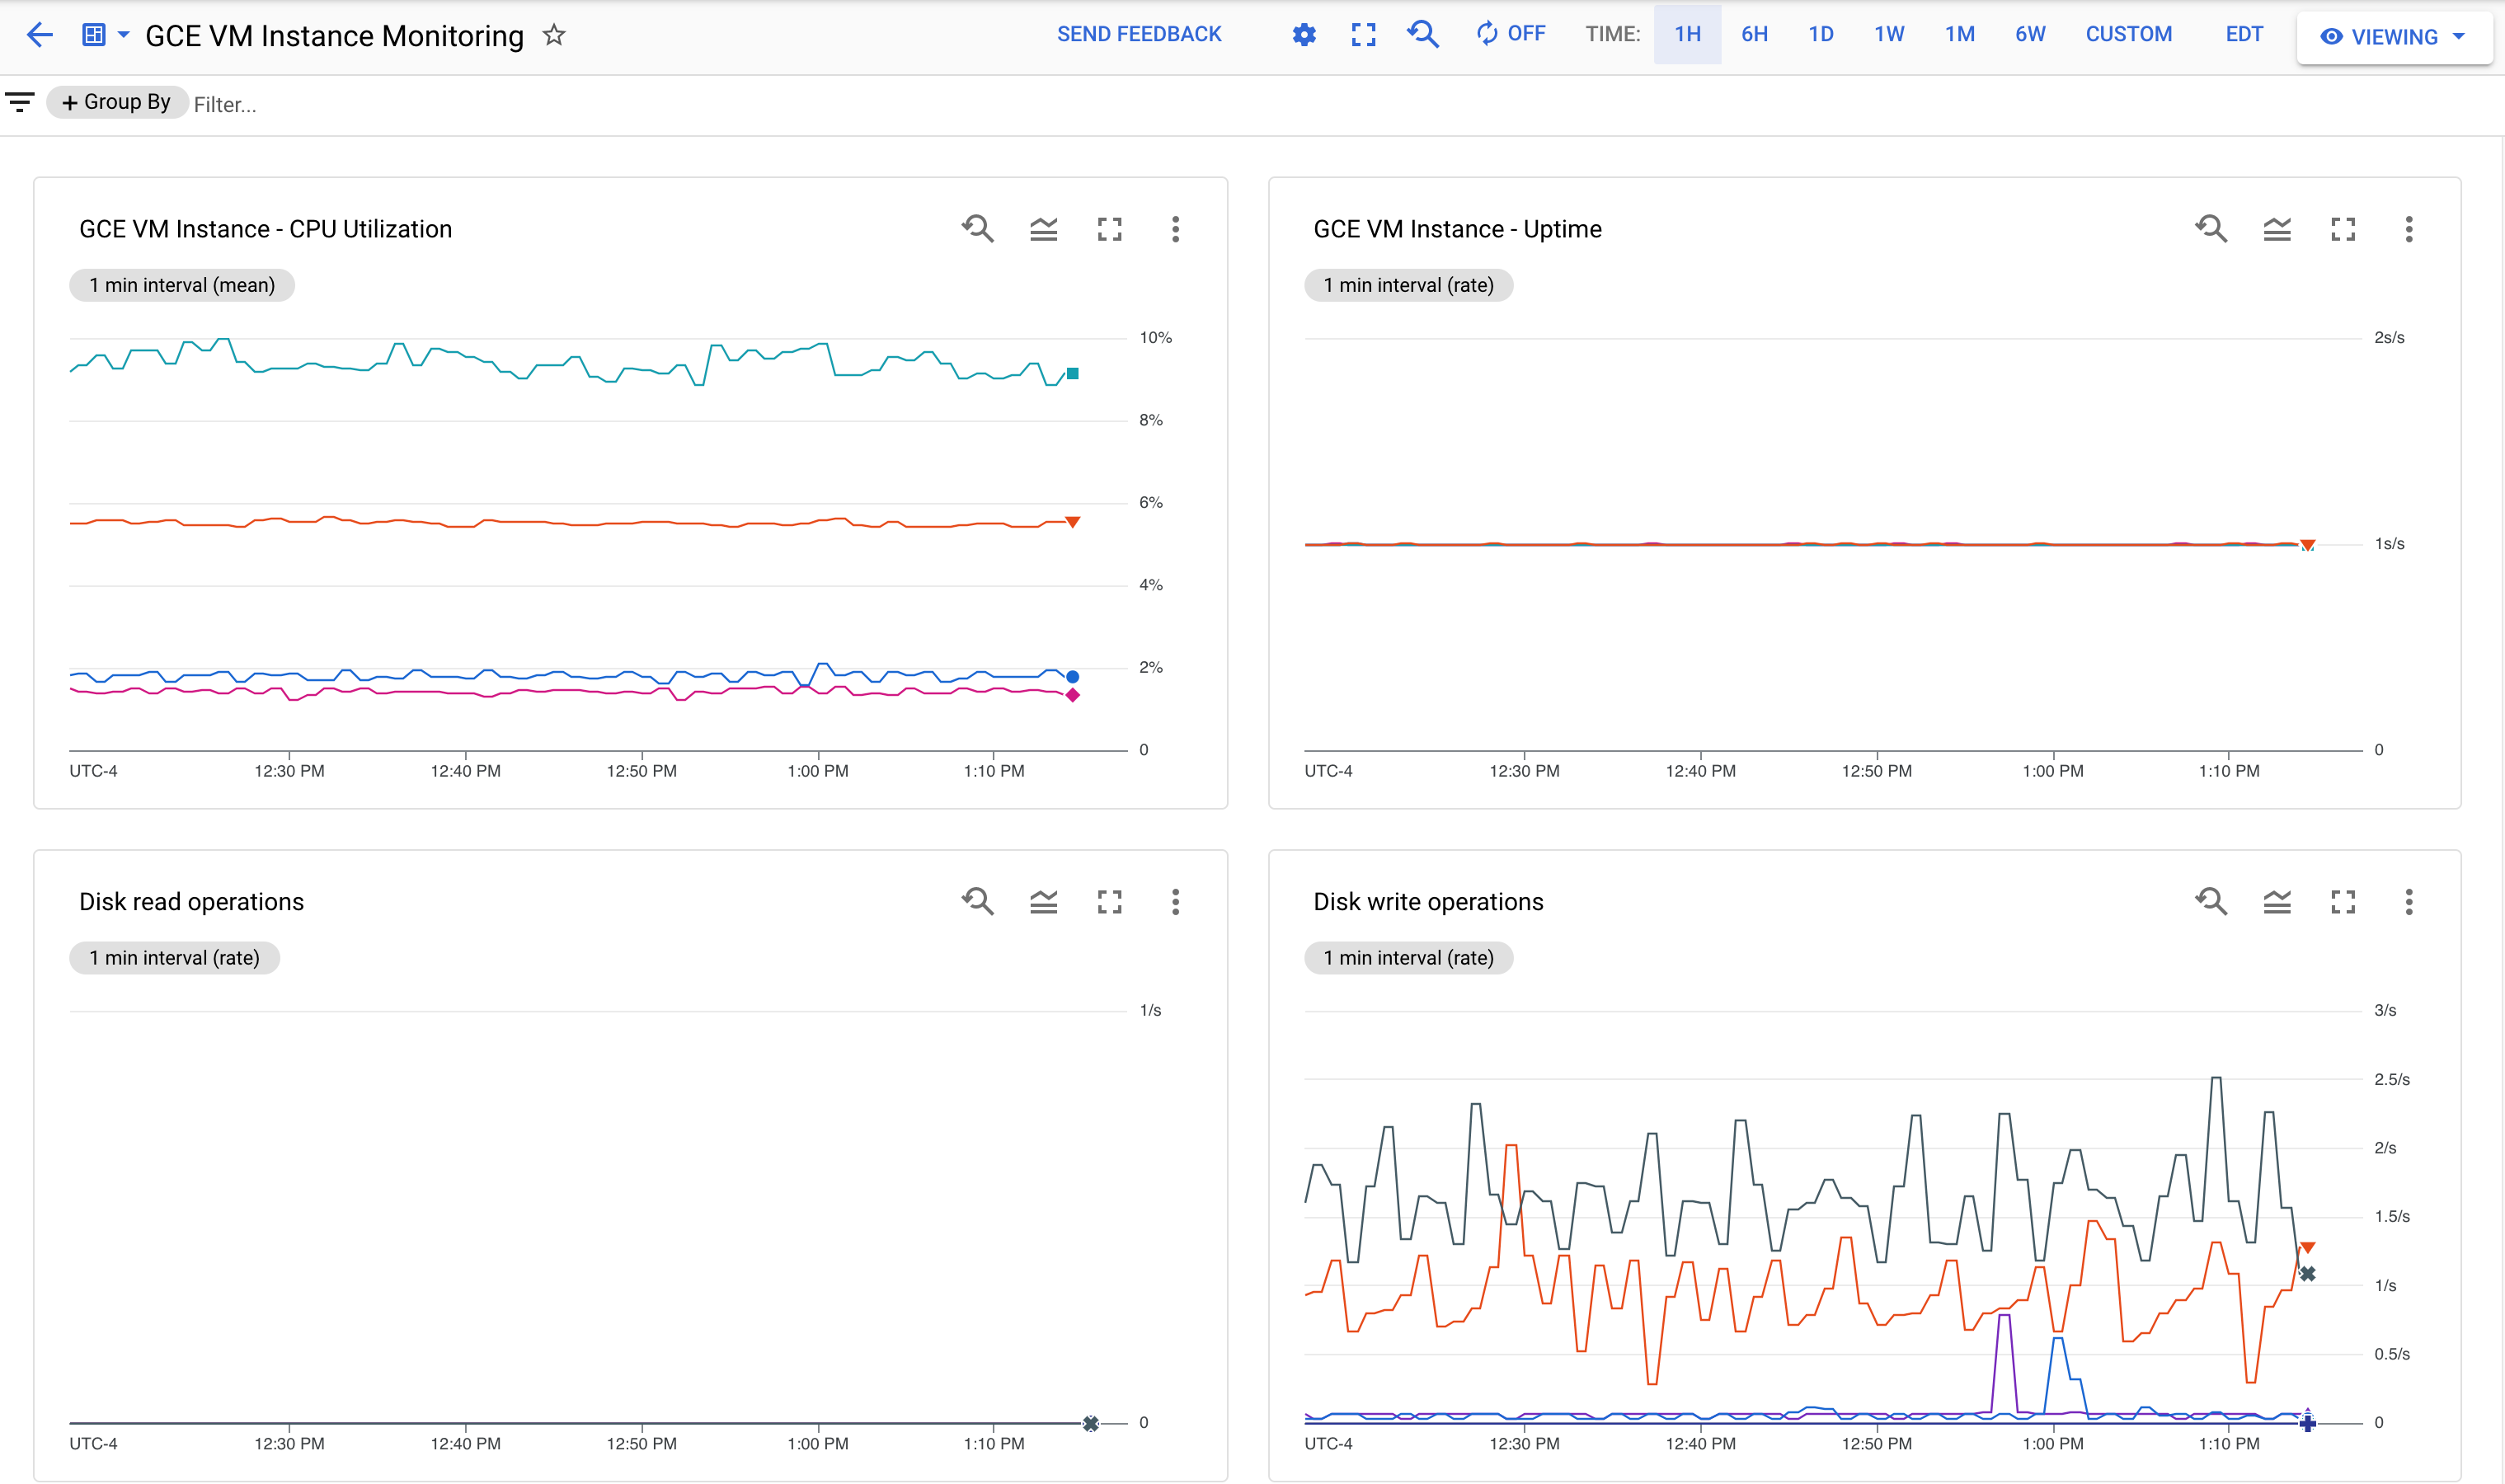 GCE VM Instance Monitoring
SEND FEEDBACK
OFF
TIME:
1H
6H
1D
1W
1M
6W
CUSTOM
EDT
VIEWING
+ Group By
Filter...
GCE VM Instance - CPU Utilization
1 min interval (mean)
10%
8%
6%
4%
2%
0
UTC-4
12:30 PM
12:40 PM
12:50 PM
1:00 PM
1:10 PM
GCE VM Instance - Uptime
1 min interval (rate)
2s/s
1s/s
0
UTC-4
12:30 PM
12:40 PM
12:50 PM
1:00 PM
1:10 PM
Disk read operations
1 min interval (rate)
1/s
0
UTC-4
12:30 PM
12:40 PM
12:50 PM
1:00 PM
1:10 PM
Disk write operations
1 min interval (rate)
3/s
2.5/s
2/s
1.5/s
1/s
0.5/s
0
UTC-4
12:30 PM
12:40 PM
12:50 PM
1:00 PM
1:10 PM